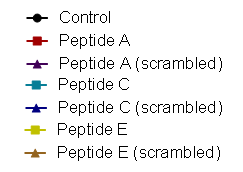 Control
Peptide A
Peptide A (scrambled)
Peptide C
Peptide C (scrambled)
Peptide E
Peptide E (scrambled)